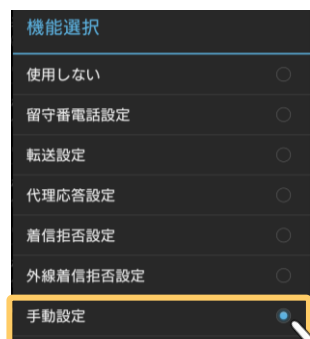 機能選択
使用しない
留守番電話設定
転送設定
代理応答設定
着信拒否設定
外線着信拒否設定
手動設定